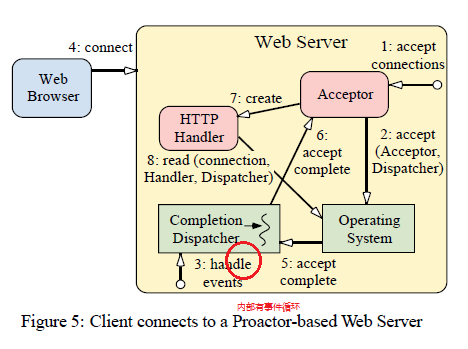 4: connect
Web Server
1: accept
connections
Web
Browser
7: create
Acceptor
HTTP
Handler
6:
accept
complete
2: accept
(Acceptor,
Dispatcher)
8: read (connection,
Handler, Dispatcher)
Completion
Dispatcher
Operating
System
3: handle
events
5: accept
complete
内部有事件循环
Figure 5: Client connects to a Proactor-based Web Server